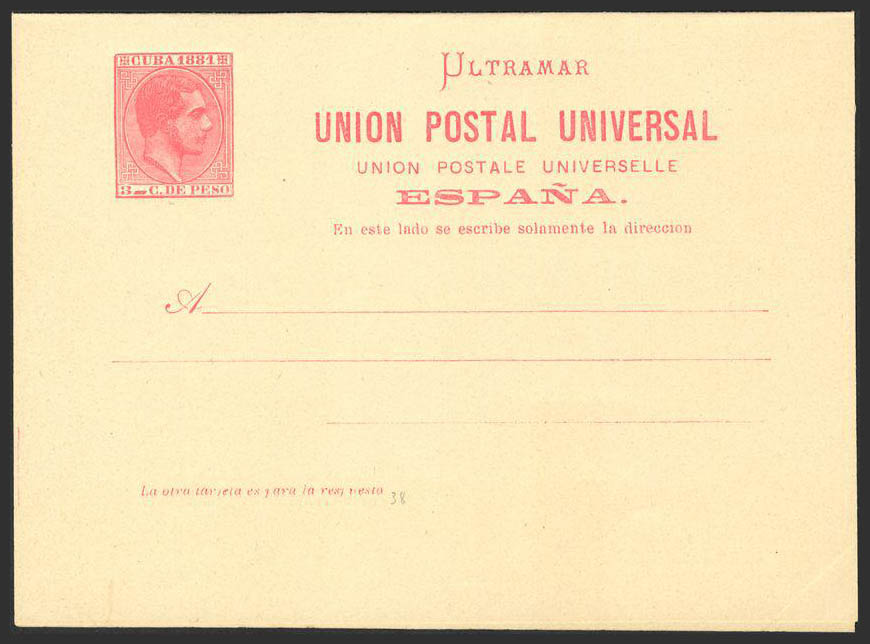 CUBA 1881
3 C. DE PESO
ULTRAMAR
UNION POSTAL UNIVERSAL
UNION POSTALE UNIVERSELLE
ESPAÑA.
En este lado se escribe solamente la direccion
A
La otra tarjeta es para la respuesta 38